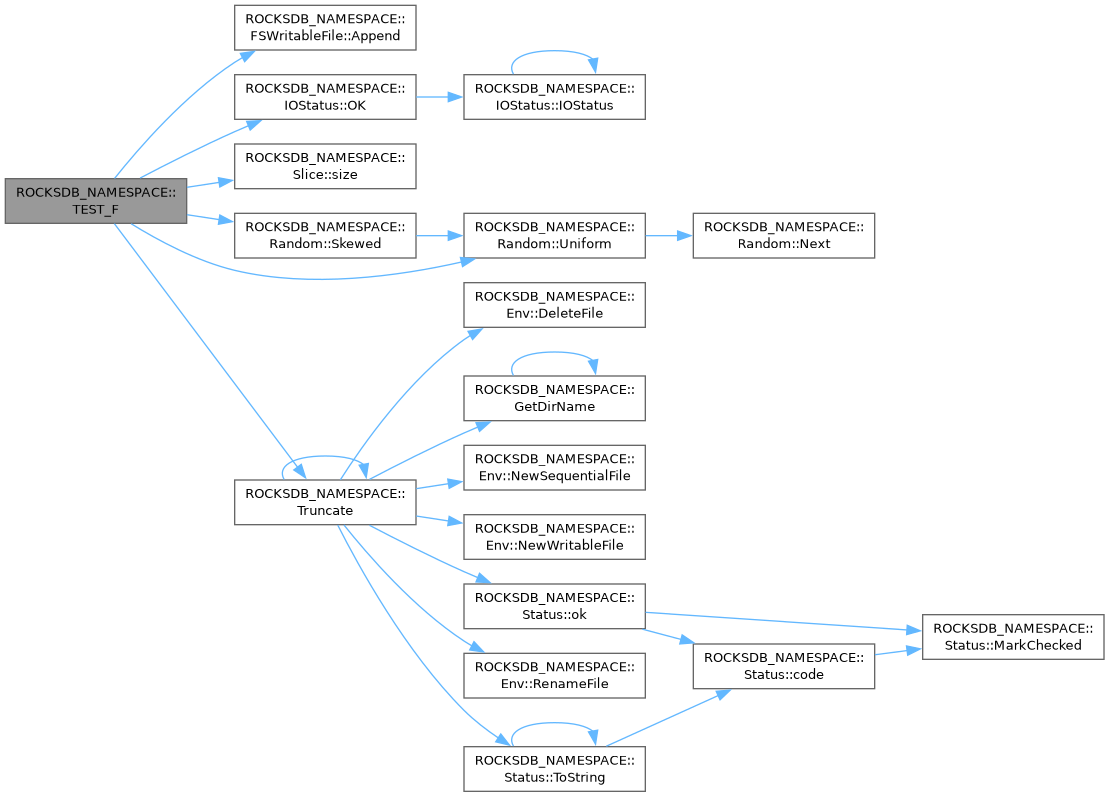 ROCKSDB_NAMESPACE::
TEST_F
ROCKSDB_NAMESPACE::
FSWritableFile::Append
ROCKSDB_NAMESPACE::
IOStatus::OK
ROCKSDB_NAMESPACE::
IOStatus::IOStatus
ROCKSDB_NAMESPACE::
Slice::size
ROCKSDB_NAMESPACE::
Random::Skewed
ROCKSDB_NAMESPACE::
Random::Uniform
ROCKSDB_NAMESPACE::
Random::Next
ROCKSDB_NAMESPACE::
Truncate
ROCKSDB_NAMESPACE::
Env::DeleteFile
ROCKSDB_NAMESPACE::
GetDirName
ROCKSDB_NAMESPACE::
Env::NewSequentialFile
ROCKSDB_NAMESPACE::
Env::NewWritableFile
ROCKSDB_NAMESPACE::
Status::ok
ROCKSDB_NAMESPACE::
Env::RenameFile
ROCKSDB_NAMESPACE::
Status::ToString
ROCKSDB_NAMESPACE::
Status::code
ROCKSDB_NAMESPACE::
Status::MarkChecked